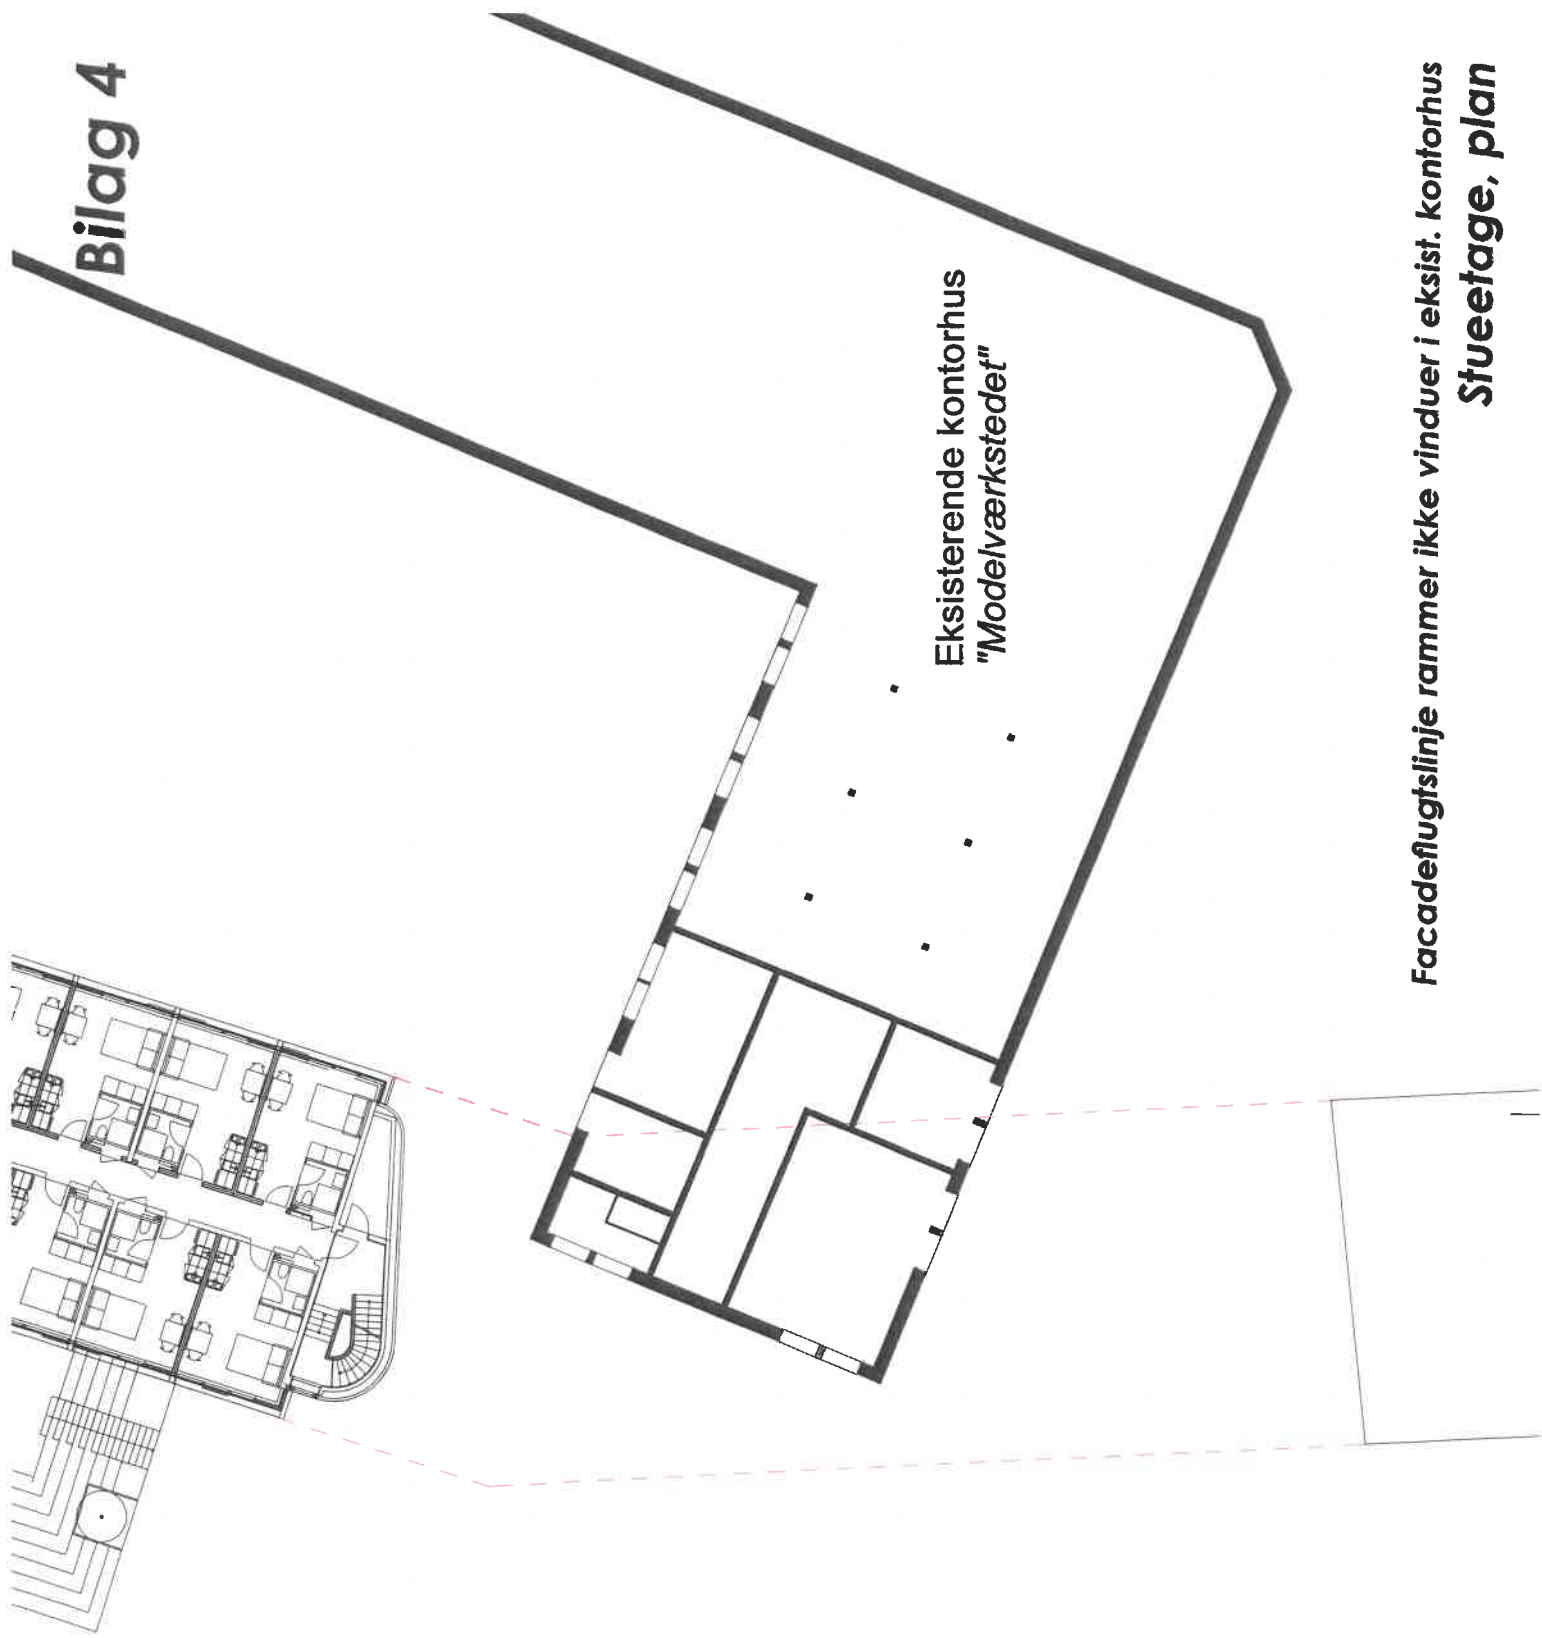 Bilag 4
Eksisterende kontorhus
"Modelværkstedet"
Facadeflugtslinje rammer ikke vinduer i eksist. kontorhus
Stueetage, plan